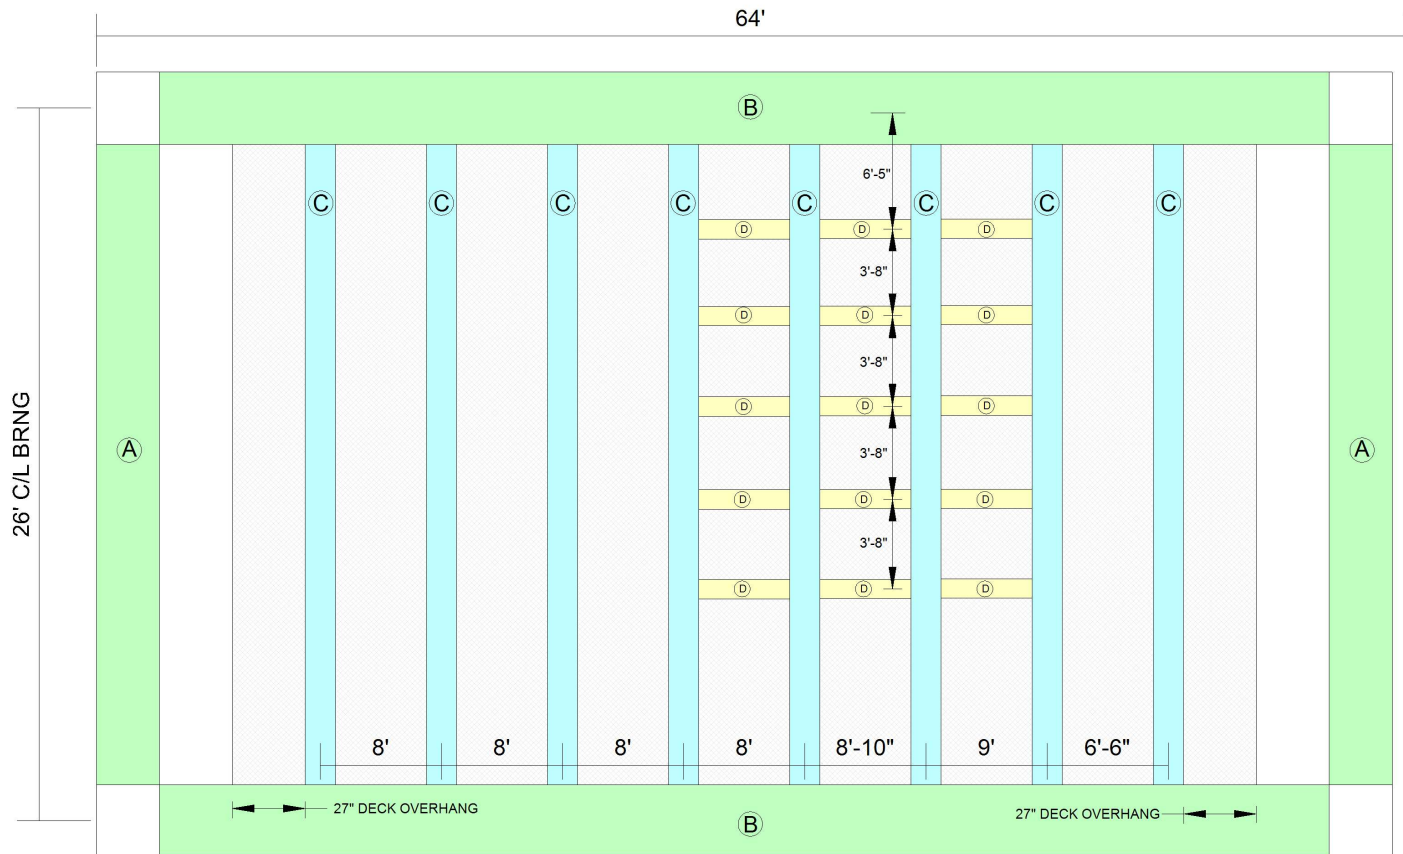 64'
B
6'-5"
C C C C C C C C
D D D
3'-8"
D D D
3'-8"
D D D
3'-8"
26' C/L BRNG
A A
D D D
3'-8"
D D D
8' 8' 8' 8' 8'-10" 9' 6'-6"
27" DECK OVERHANG
27" DECK OVERHANG
B